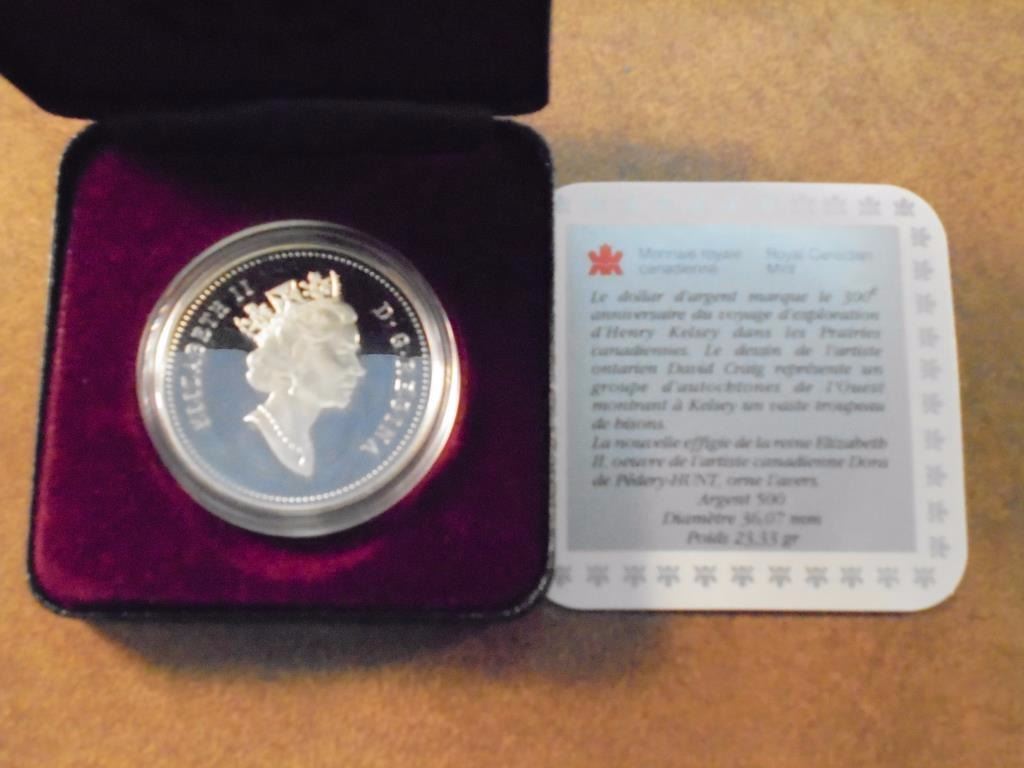 ELIZABETH II
D·G·REGINA
Monnaie royale canadienne
Royal Canadian Mint
Le dollar d'argent marque le 300e
anniversaire du voyage d'exploration
d'Henry Kelsey dans les Prairies
canadiennes. Le dessin de l'artiste
ontarien David Craig représente un
groupe d'autochtones de l'Ouest
montrant à Kelsey un vaste troupeau
de bisons.
La nouvelle effigie de la reine Elizabeth
II, oeuvre de l'artiste canadienne Dora
de Pédery-HUNT, orne l'avers.
Argent 500
Diamètre 36,07 mm
Poids 23,33 gr